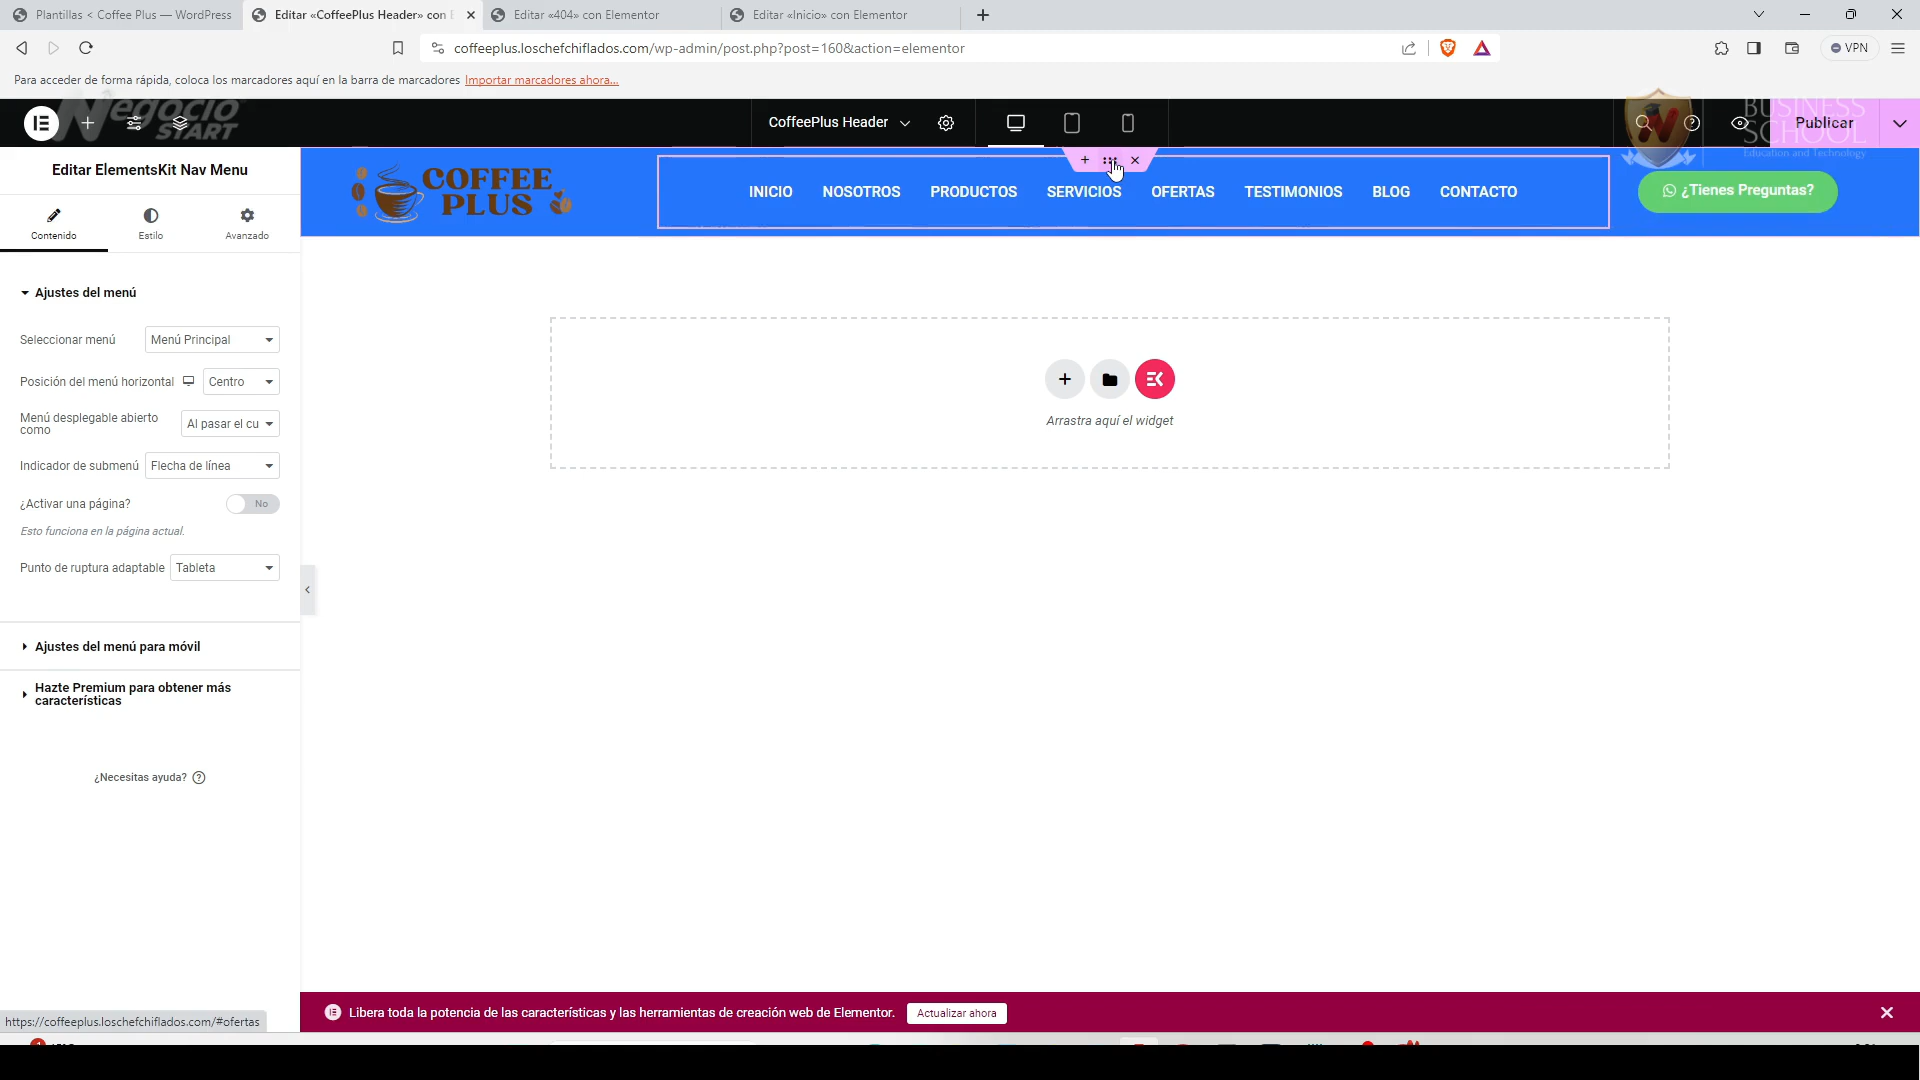 Plantillas < Coffee Plus — WordPress
Editar «CoffeePlus Header» con E
Editar «404» con Elementor
Editar «Inicio» con Elementor
coffeeplus.loschefchiflados.com/wp-admin/post.php?post=160&action=elementor
VPN
Para acceder de forma rápida, coloca los marcadores aquí en la barra de marcadores Importar marcadores ahora...
Negocio
START
CoffeePlus Header
BUSINESS
SCHOOL
Education and Technology
Publicar
Editar ElementsKit Nav Menu
Contenido
Estilo
Avanzado
COFFEE
PLUS
INICIO NOSOTROS PRODUCTOS SERVICIOS OFERTAS TESTIMONIOS BLOG CONTACTO
¿Tienes Preguntas?
Ajustes del menú
Seleccionar menú
Menú Principal
Posición del menú horizontal
Centro
Menú desplegable abierto
como
Al pasar el cu
Indicador de submenú
Flecha de línea
¿Activar una página?
No
Esto funciona en la página actual.
Punto de ruptura adaptable
Tableta
Ajustes del menú para móvil
Hazte Premium para obtener más
características
¿Necesitas ayuda?
Arrastra aquí el widget
Libera toda la potencia de las características y las herramientas de creación web de Elementor.
Actualizar ahora
https://coffeeplus.loschefchiflados.com/#ofertas